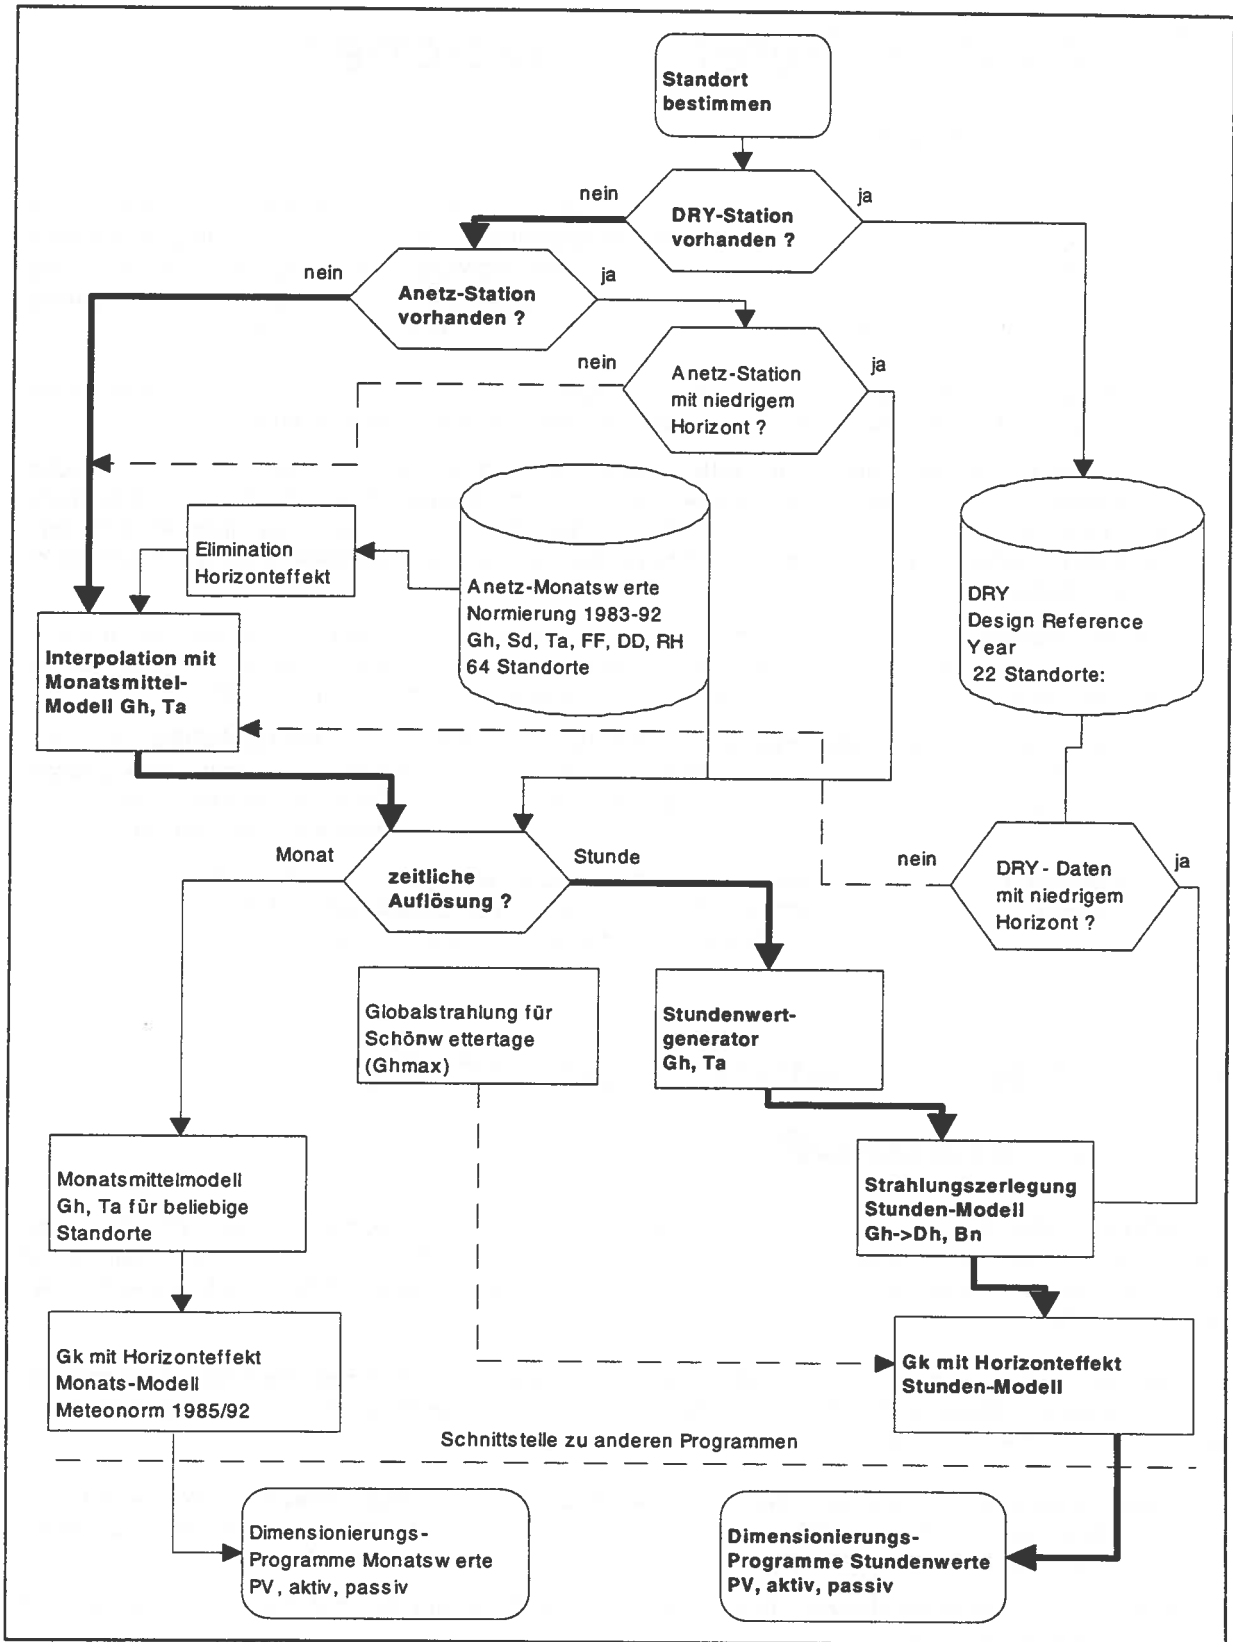 Standort
bestimmen
nein
ja
DRY-Station
vorhanden ?
nein
ja
Anetz-Station
vorhanden ?
nein
ja
Anetz-Station
mit niedrigem
Horizont ?
Elimination
Horizonteffekt
Anetz-Monatswerte
Normierung 1983-92
Gh, Sd, Ta, FF, DD, RH
64 Standorte
DRY
Design Reference
Year
22 Standorte:
Interpolation mit
Monatsmittel-
Modell Gh, Ta
Monat
Stunde
zeitliche
Auflösung ?
nein
ja
DRY - Daten
mit niedrigem
Horizont ?
Globalstrahlung für
Schönwettertage
(Ghmax)
Stundenwert-
generator
Gh, Ta
Monatsmittelmodell
Gh, Ta für beliebige
Standorte
Strahlungszerlegung
Stunden-Modell
Gh->Dh, Bn
Gk mit Horizonteffekt
Monats-Modell
Meteonorm 1985/92
Gk mit Horizonteffekt
Stunden-Modell
Schnittstelle zu anderen Programmen
Dimensionierungs-
Programme Monatswerte
PV, aktiv, passiv
Dimensionierungs-
Programme Stundenwerte
PV, aktiv, passiv